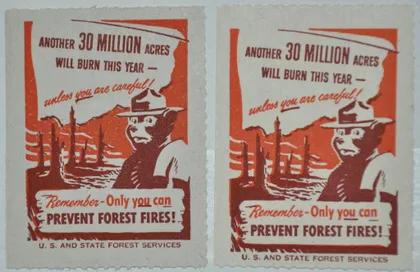 ANOTHER 30 MILLION ACRES
WILL BURN THIS YEAR —
unless you are careful!
Remember - Only you can
PREVENT FOREST FIRES!
U. S. AND STATE FOREST SERVICES
ANOTHER 30 MILLION ACRES
WILL BURN THIS YEAR —
unless you are careful!
Remember - Only you can
PREVENT FOREST FIRES!
U. S. AND STATE FOREST SERVICES